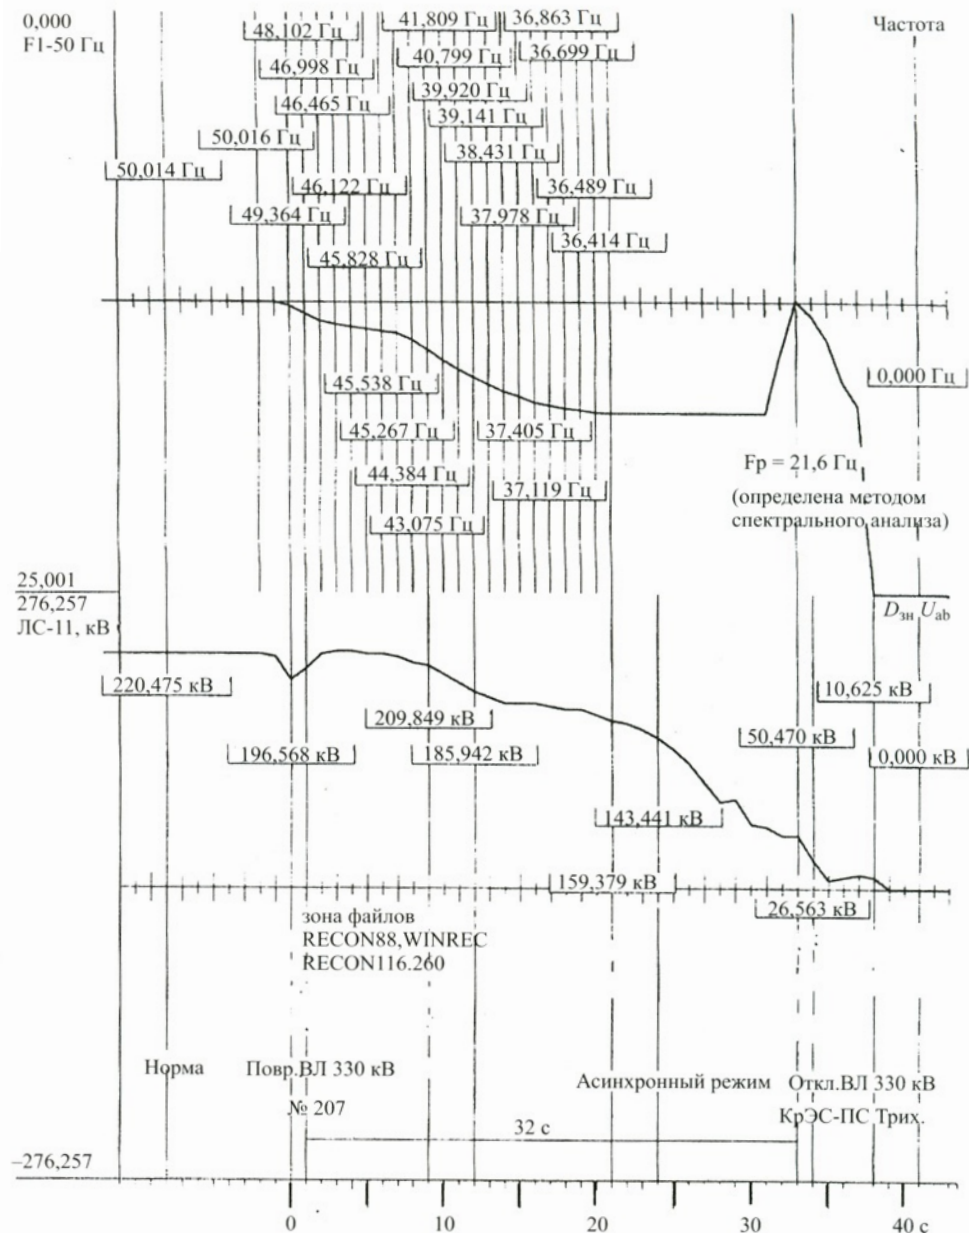 0,000
F1-50 Гц
Частота
48,102 Гц
41,809 Гц
36,863 Гц
46,998 Гц
40,799 Гц
36,699 Гц
46,465 Гц
39,920 Гц
39,141 Гц
50,016 Гц
38,431 Гц
50,014 Гц
46,122 Гц
36,489 Гц
49,364 Гц
37,978 Гц
45,828 Гц
36,414 Гц
45,538 Гц
0,000 Гц
45,267 Гц
37,405 Гц
44,384 Гц
Fр = 21,6 Гц
37,119 Гц
(определена методом
спектрального анализа)
43,075 Гц
25,001
276,257
ЛС-11, кВ
Dзн Uab
220,475 кВ
10,625 кВ
209,849 кВ
50,470 кВ
196,568 кВ
185,942 кВ
0,000 кВ
143,441 кВ
159,379 кВ
26,563 кВ
зона файлов
RECON88,WINREC
RECON116.260
Норма
Повр.ВЛ 330 кВ
№ 207
Асинхронный режим
Откл.ВЛ 330 кВ
КрЭС-ПС Трих.
32 с
–276,257
0
10
20
30
40 с